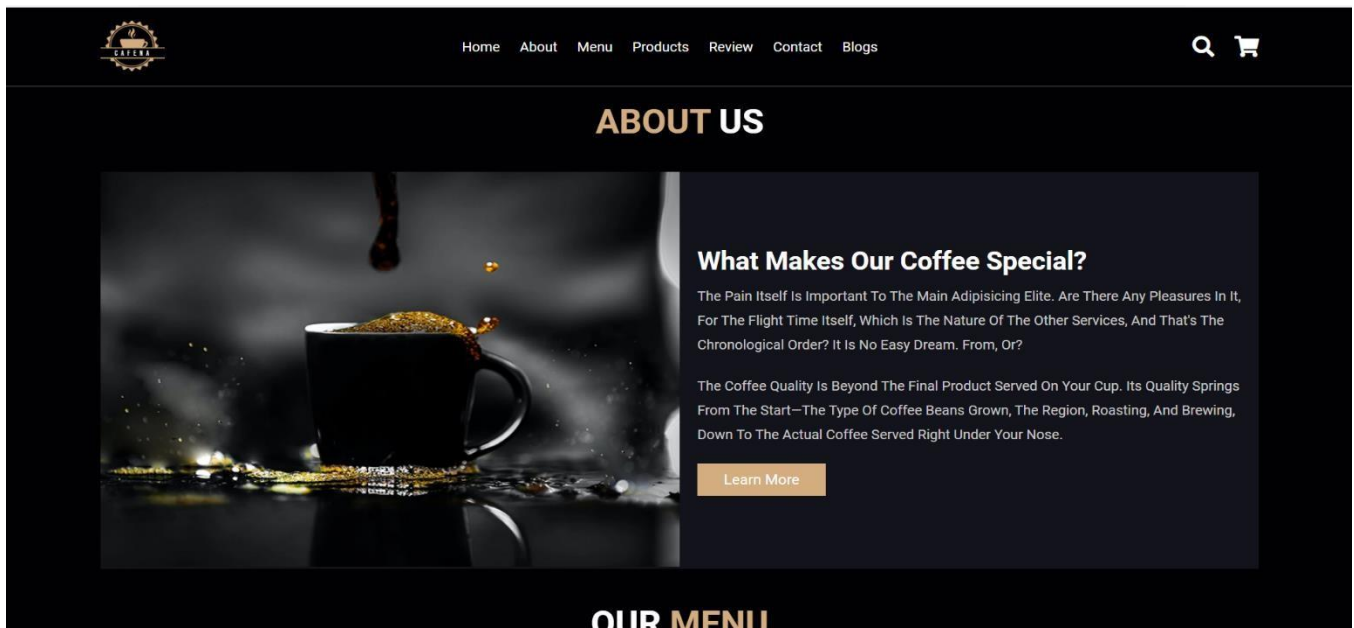 CAFENA
Home About Menu Products Review Contact Blogs
ABOUT US
What Makes Our Coffee Special?
The Pain Itself Is Important To The Main Adipisicing Elite. Are There Any Pleasures In It,
For The Flight Time Itself, Which Is The Nature Of The Other Services, And That's The
Chronological Order? It Is No Easy Dream. From, Or?
The Coffee Quality Is Beyond The Final Product Served On Your Cup. Its Quality Springs
From The Start—The Type Of Coffee Beans Grown, The Region, Roasting, And Brewing,
Down To The Actual Coffee Served Right Under Your Nose.
Learn More
OUR MENU